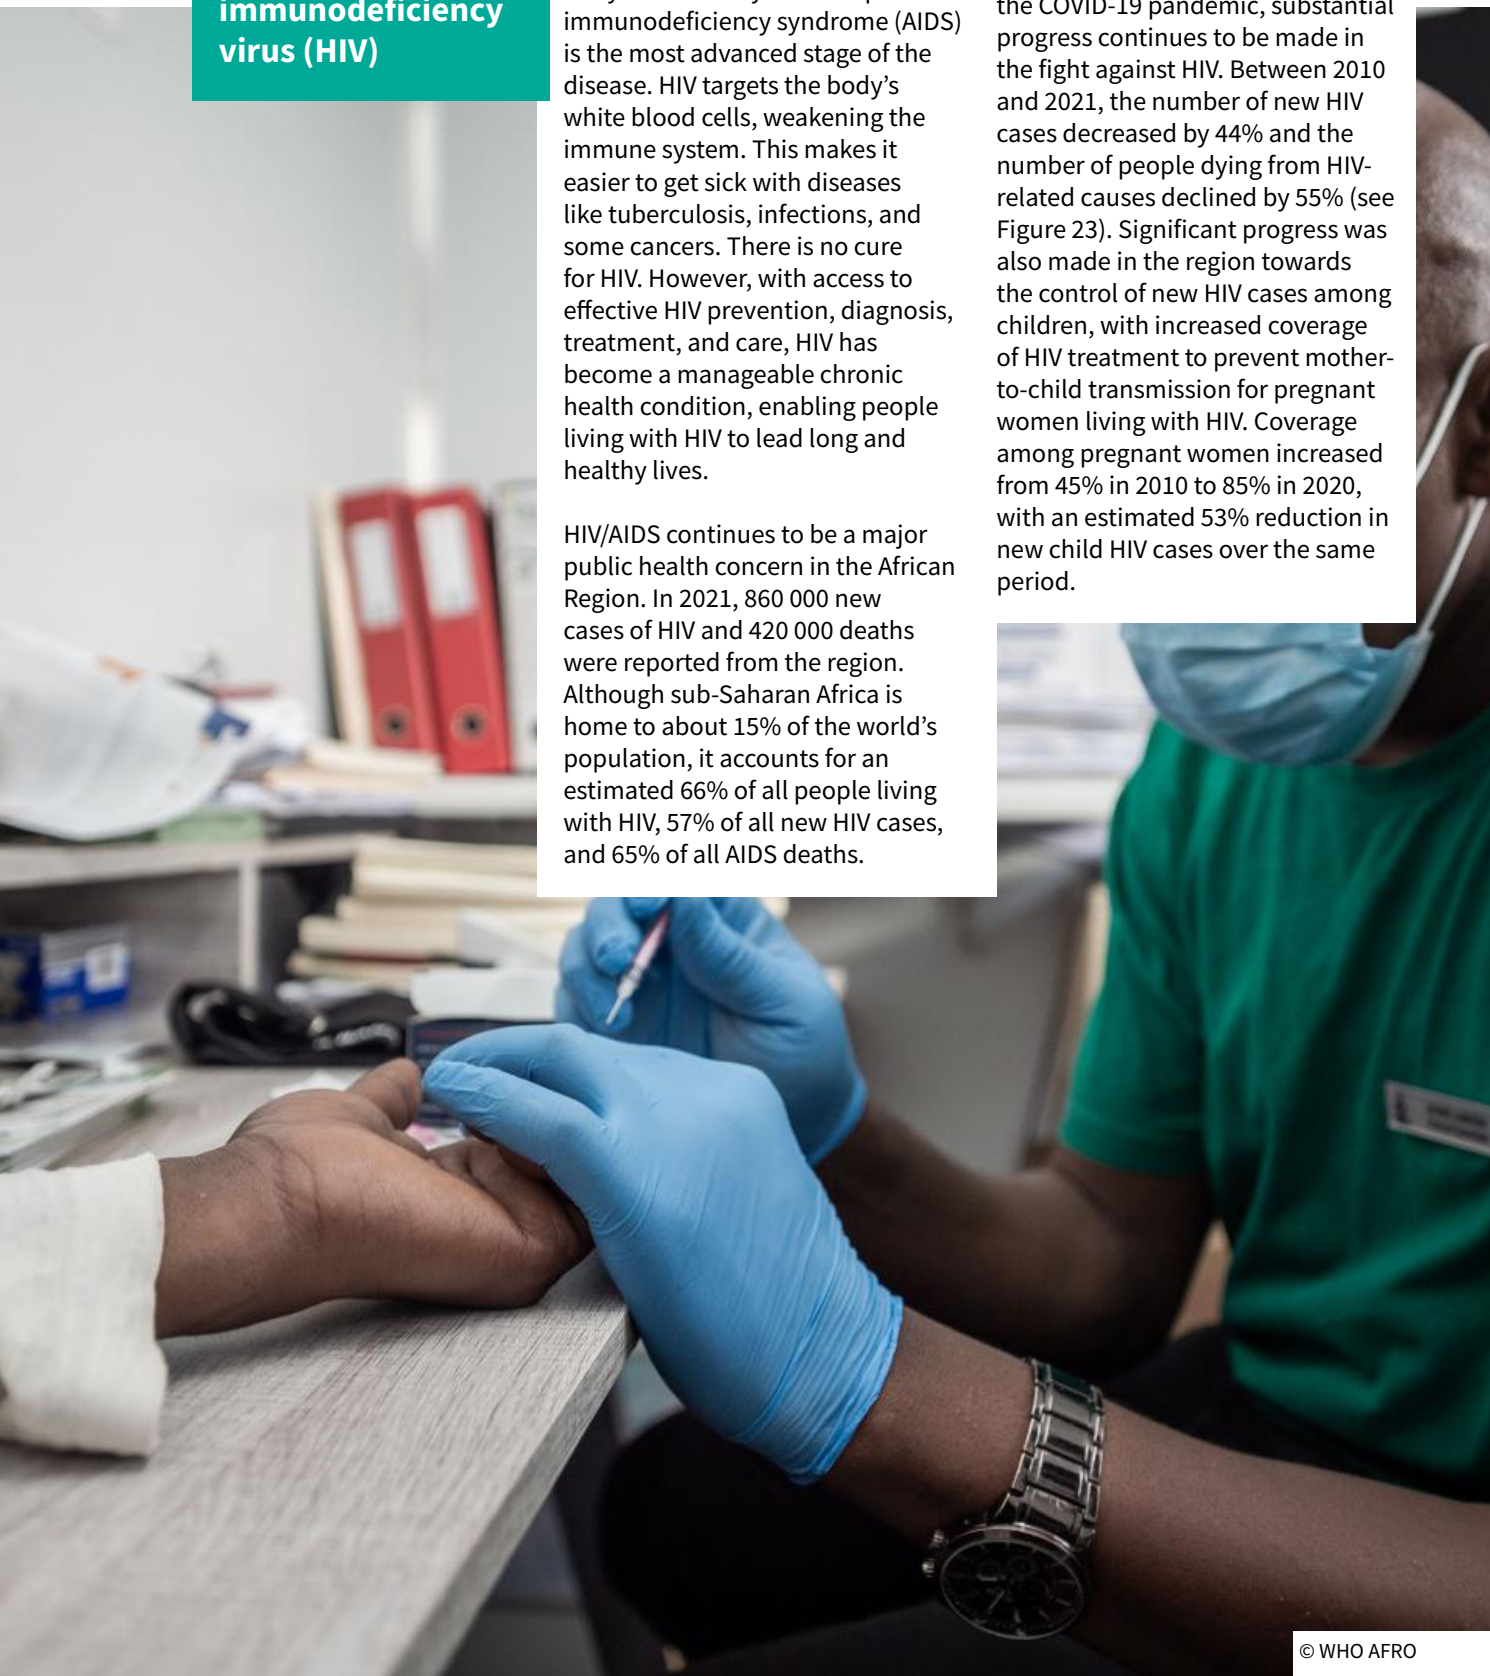 immunodeficiency
virus (HIV)
immunodeficiency syndrome (AIDS)
is the most advanced stage of the
disease. HIV targets the body’s
white blood cells, weakening the
immune system. This makes it
easier to get sick with diseases
like tuberculosis, infections, and
some cancers. There is no cure
for HIV. However, with access to
effective HIV prevention, diagnosis,
treatment, and care, HIV has
become a manageable chronic
health condition, enabling people
living with HIV to lead long and
healthy lives.
HIV/AIDS continues to be a major
public health concern in the African
Region. In 2021, 860 000 new
cases of HIV and 420 000 deaths
were reported from the region.
Although sub-Saharan Africa is
home to about 15% of the world’s
population, it accounts for an
estimated 66% of all people living
with HIV, 57% of all new HIV cases,
and 65% of all AIDS deaths.
the COVID-19 pandemic, substantial
progress continues to be made in
the fight against HIV. Between 2010
and 2021, the number of new HIV
cases decreased by 44% and the
number of people dying from HIV-
related causes declined by 55% (see
Figure 23). Significant progress was
also made in the region towards
the control of new HIV cases among
children, with increased coverage
of HIV treatment to prevent mother-
to-child transmission for pregnant
women living with HIV. Coverage
among pregnant women increased
from 45% in 2010 to 85% in 2020,
with an estimated 53% reduction in
new child HIV cases over the same
period.
© WHO AFRO